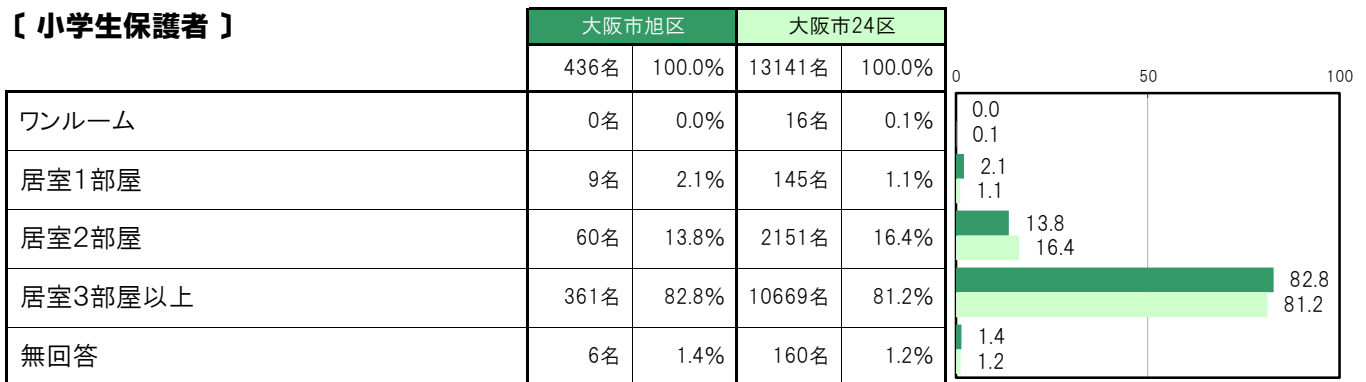 〔 小学生保護者 〕
大阪市旭区 大阪市24区
436名 100.0% 13141名 100.0%
0 50 100
ワンルーム 0名 0.0% 16名 0.1%
0.0
0.1
居室1部屋 9名 2.1% 145名 1.1%
2.1
1.1
居室2部屋 60名 13.8% 2151名 16.4%
13.8
16.4
居室3部屋以上 361名 82.8% 10669名 81.2%
82.8
81.2
無回答 6名 1.4% 160名 1.2%
1.4
1.2